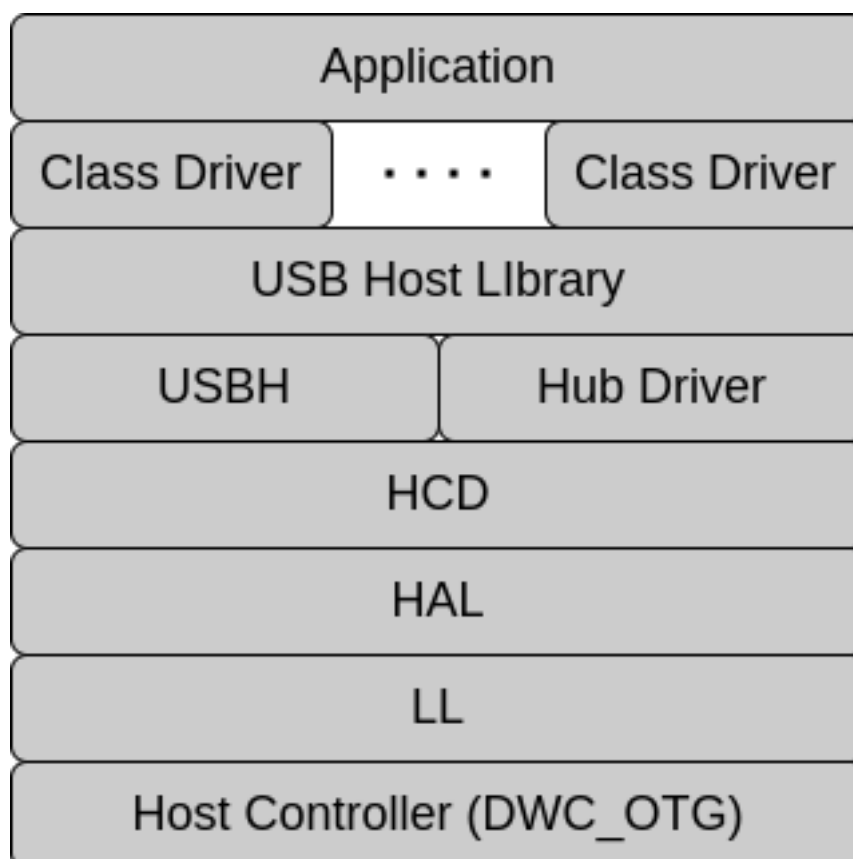 Application
Class Driver . . . . Class Driver
USB Host LIbrary
USBH Hub Driver
HCD
HAL
LL
Host Controller (DWC_OTG)